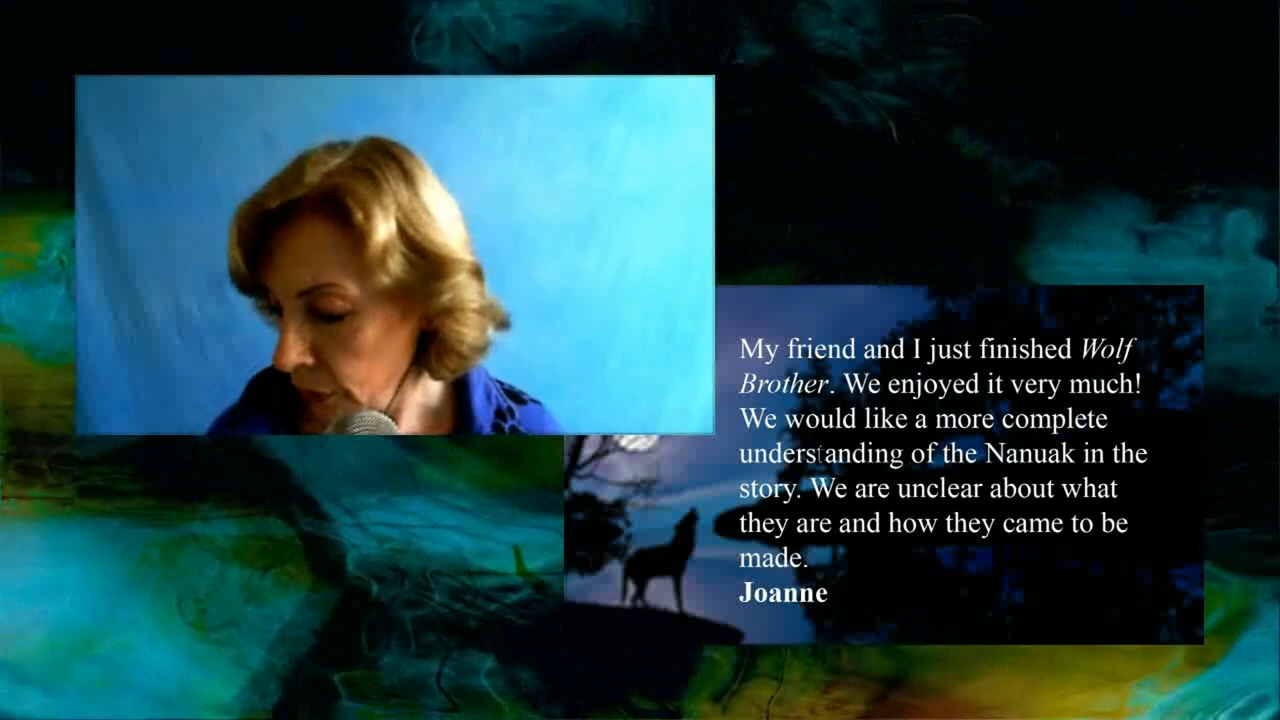 My friend and I just finished Wolf
Brother. We enjoyed it very much!
We would like a more complete
understanding of the Nanuak in the
story. We are unclear about what
they are and how they came to be
made.
Joanne